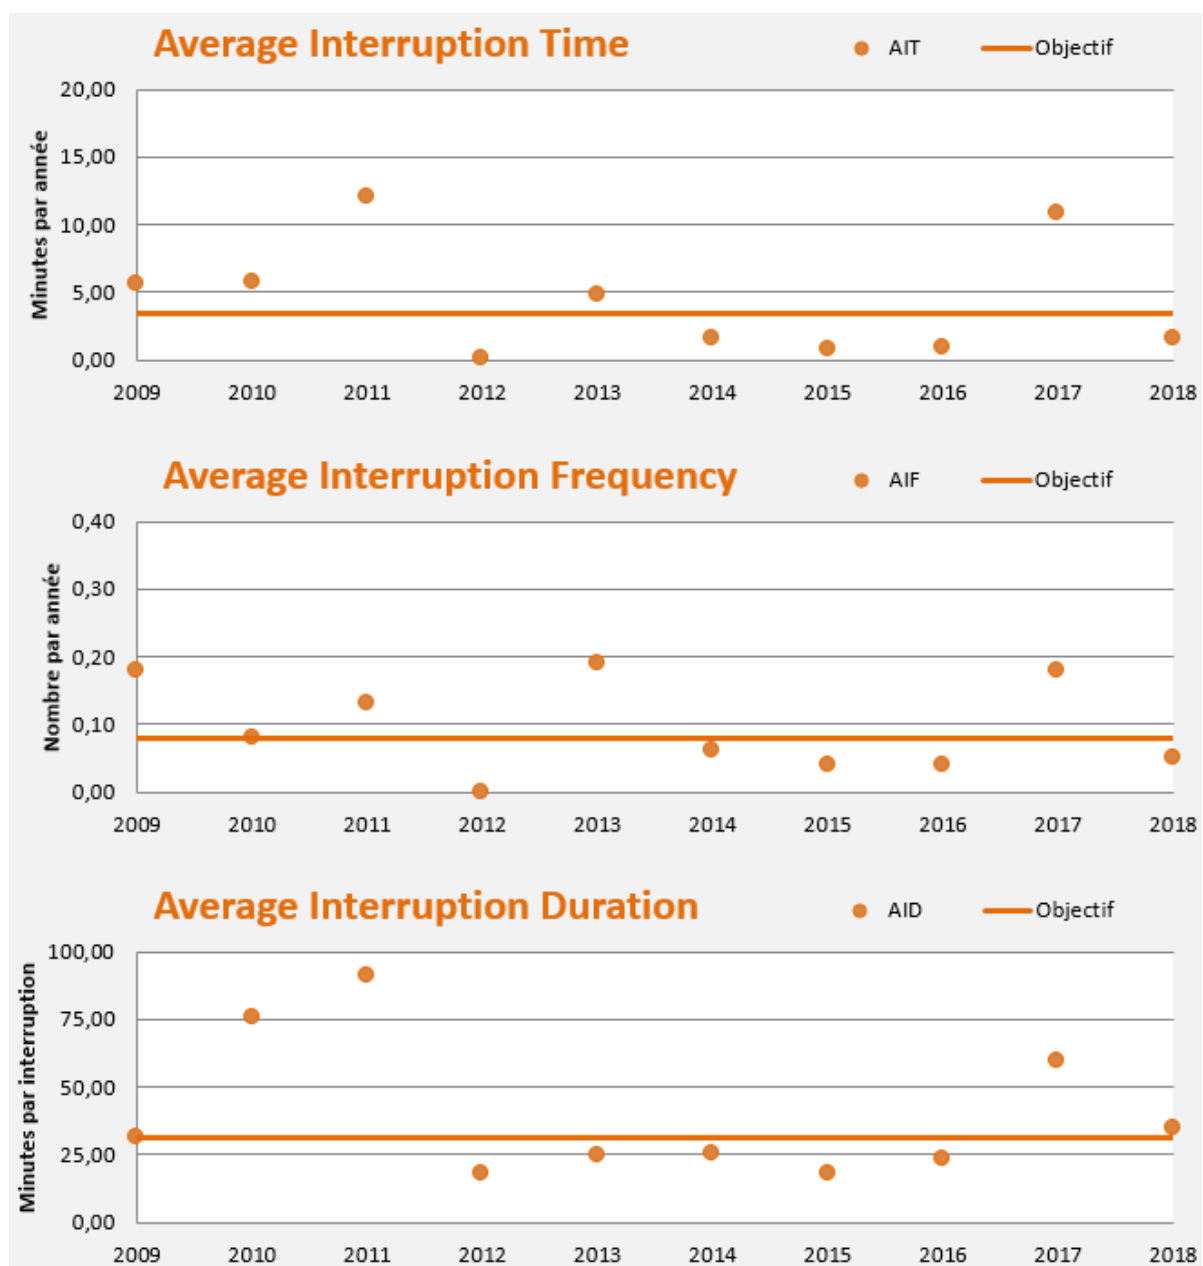 Average Interruption Time
AIT
Objectif
Minutes par année
20,00
15,00
10,00
5,00
0,00
2009 2010 2011 2012 2013 2014 2015 2016 2017 2018
Average Interruption Frequency
AIF
Objectif
Nombre par année
0,40
0,30
0,20
0,10
0,00
2009 2010 2011 2012 2013 2014 2015 2016 2017 2018
Average Interruption Duration
AID
Objectif
Minutes par interruption
100,00
75,00
50,00
25,00
0,00
2009 2010 2011 2012 2013 2014 2015 2016 2017 2018